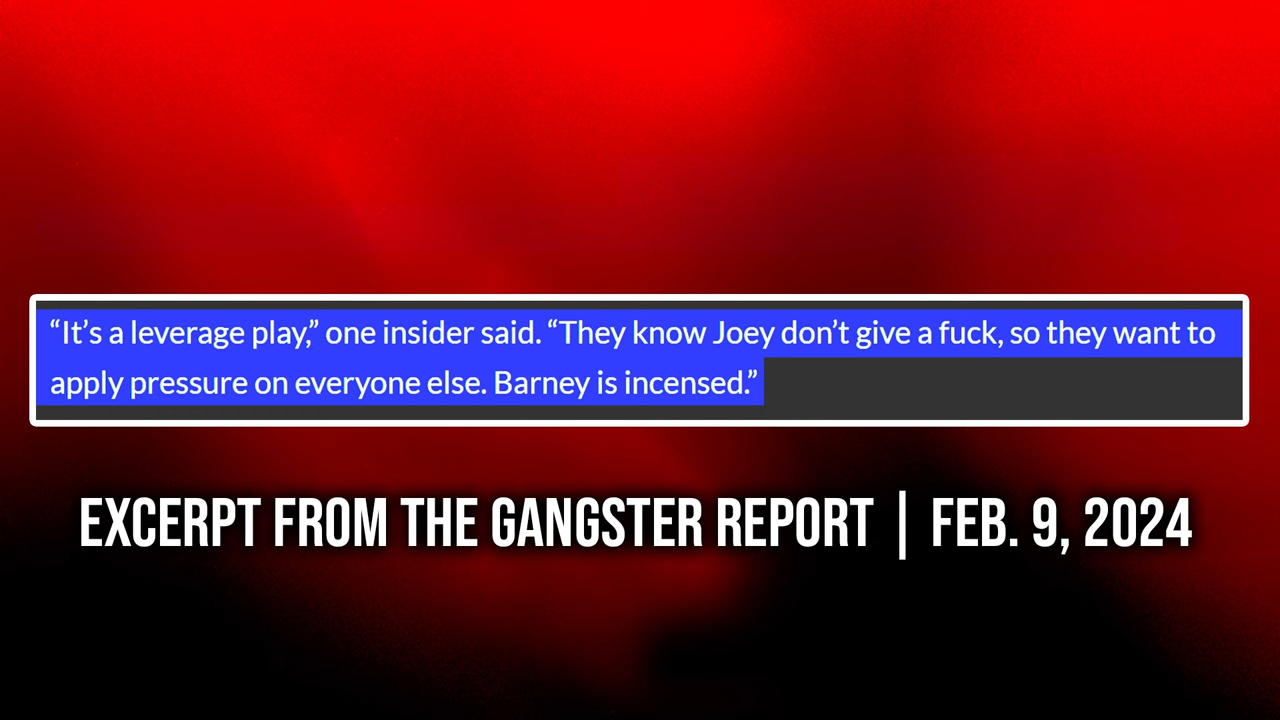 “It’s a leverage play,” one insider said. “They know Joey don’t give a fuck, so they want to
apply pressure on everyone else. Barney is incensed.”
EXCERPT FROM THE GANGSTER REPORT | FEB. 9, 2024